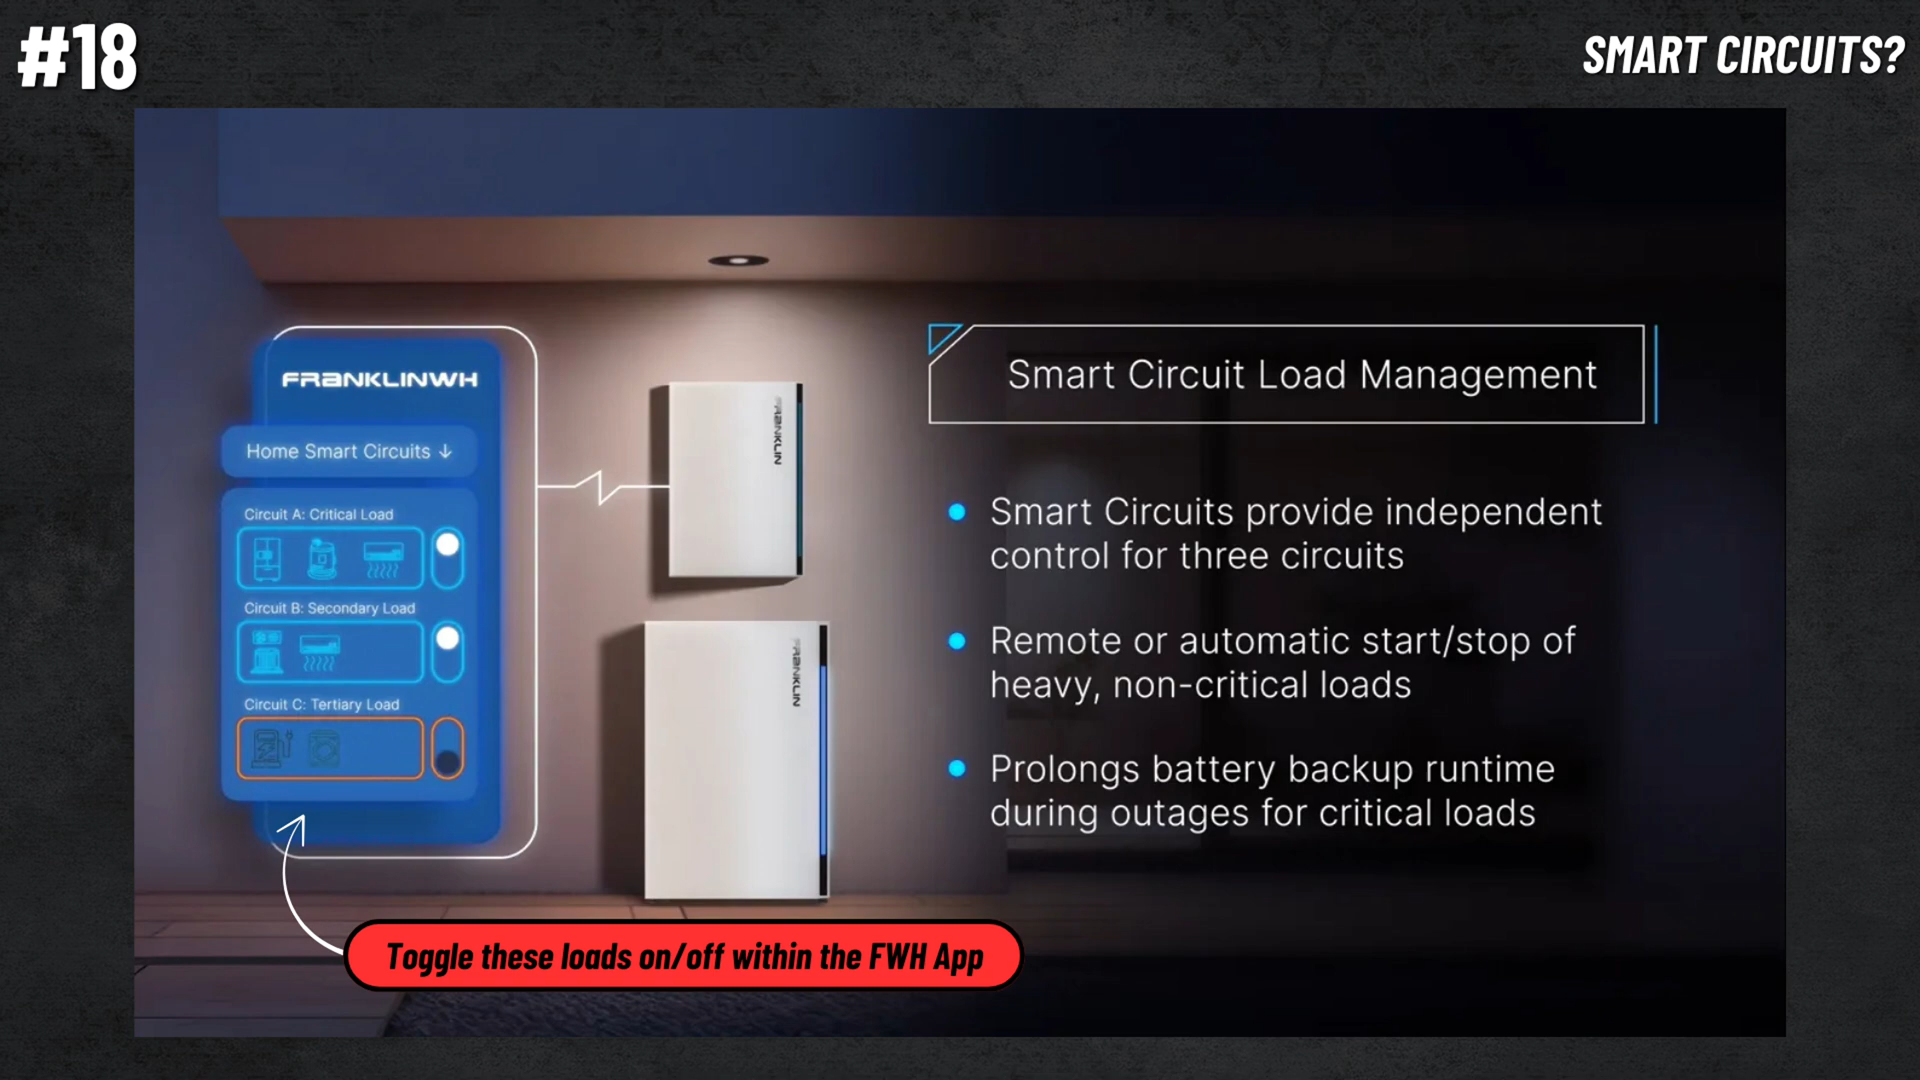 #18
SMART CIRCUITS?
FRANKLINWH
Home Smart Circuits ↓
Circuit A: Critical Load
Circuit B: Secondary Load
Circuit C: Tertiary Load
FRANKLIN
FRANKLIN
Smart Circuit Load Management
• Smart Circuits provide independent
control for three circuits
• Remote or automatic start/stop of
heavy, non-critical loads
• Prolongs battery backup runtime
during outages for critical loads
Toggle these loads on/off within the FWH App